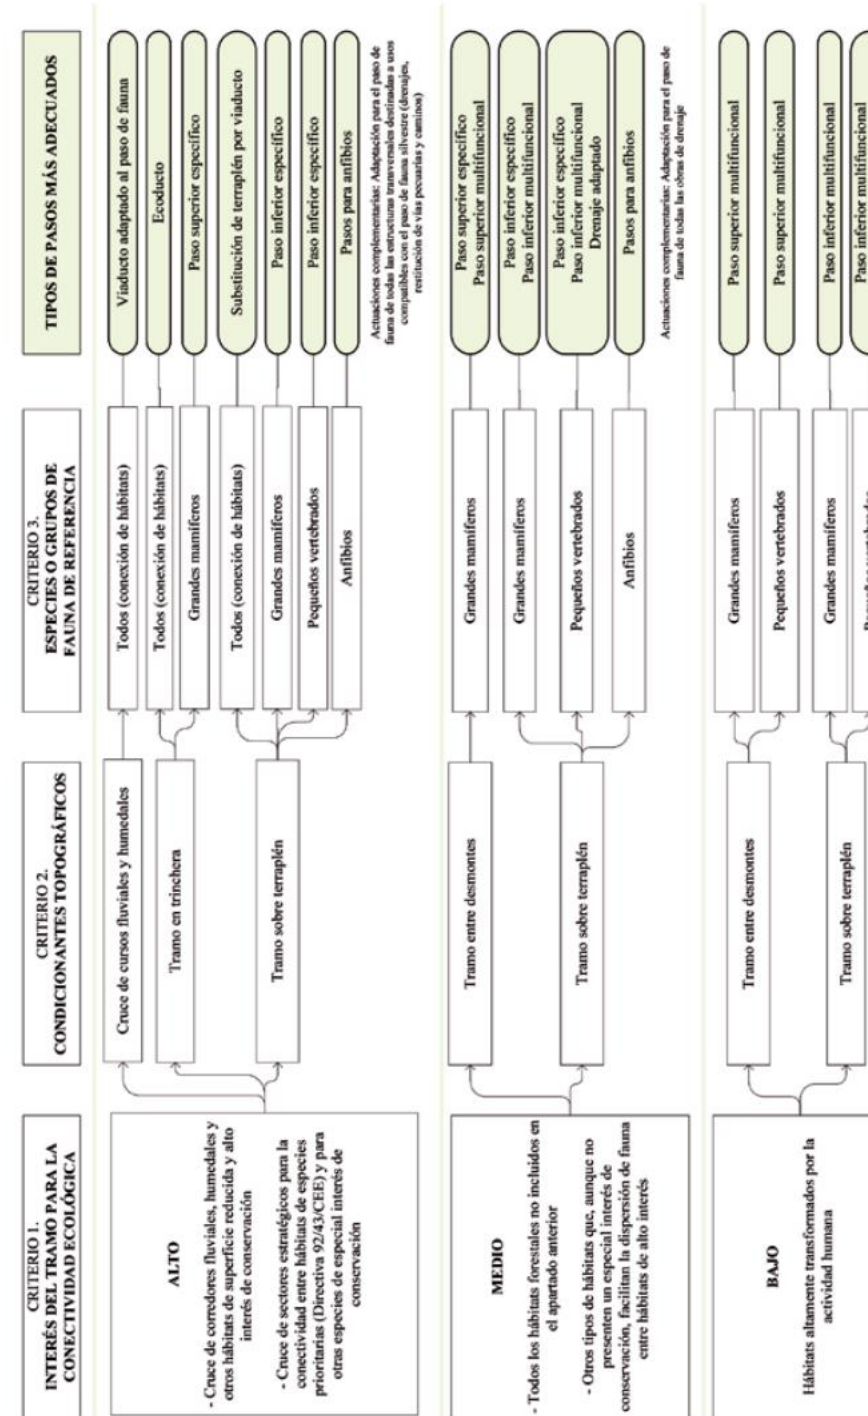 CRITERIO 1.
INTERÉS DEL TRAMO PARA LA
CONECTIVIDAD ECOLÓGICA
CRITERIO 2.
CONDICIONANTES TOPOGRÁFICOS
CRITERIO 3.
ESPECIES O GRUPOS DE
FAUNA DE REFERENCIA
TIPOS DE PASOS MÁS ADECUADOS
ALTO
- Cruce de corredores fluviales, humedales y
otros hábitats de superficie reducida y alto
interés de conservación
- Cruce de sectores estratégicos para la
conectividad entre hábitats de especies
prioritarias (Directiva 92/43/CEE) y para
otras especies de especial interés de
conservación
Cruce de cursos fluviales y humedales
Tramo en trinchera
Tramo sobre terraplén
Todos (conexión de hábitats)
Todos (conexión de hábitats)
Grandes mamíferos
Todos (conexión de hábitats)
Grandes mamíferos
Pequeños vertebrados
Anfibios
Viaducto adaptado al paso de fauna
Ecoducto
Paso superior específico
Substitución de terraplén por viaducto
Paso inferior específico
Paso inferior específico
Pasos para anfibios
Actuaciones complementarias: Adaptación para el paso de
fauna de todas las estructuras transversales destinadas a usos
compatibles con el paso de fauna silvestre (drenajes,
restitución de vías pecuarias y caminos)
MEDIO
- Todos los hábitats forestales no incluidos en
el apartado anterior
- Otros tipos de hábitats que, aunque no
presenten un especial interés de
conservación, facilitan la dispersión de fauna
entre hábitats de alto interés
Tramo entre desmontes
Tramo sobre terraplén
Grandes mamíferos
Grandes mamíferos
Pequeños vertebrados
Anfibios
Paso superior específico
Paso superior multifuncional
Paso inferior específico
Paso inferior multifuncional
Paso inferior específico
Paso inferior multifuncional
Drenaje adaptado
Pasos para anfibios
Actuaciones complementarias: Adaptación para el paso de
fauna de todas las obras de drenaje
BAJO
Hábitats altamente transformados por la
actividad humana
Tramo entre desmontes
Tramo sobre terraplén
Grandes mamíferos
Pequeños vertebrados
Grandes mamíferos
Pequeños vertebrados
Paso superior multifuncional
Paso superior multifuncional
Paso inferior multifuncional
Paso inferior multifuncional